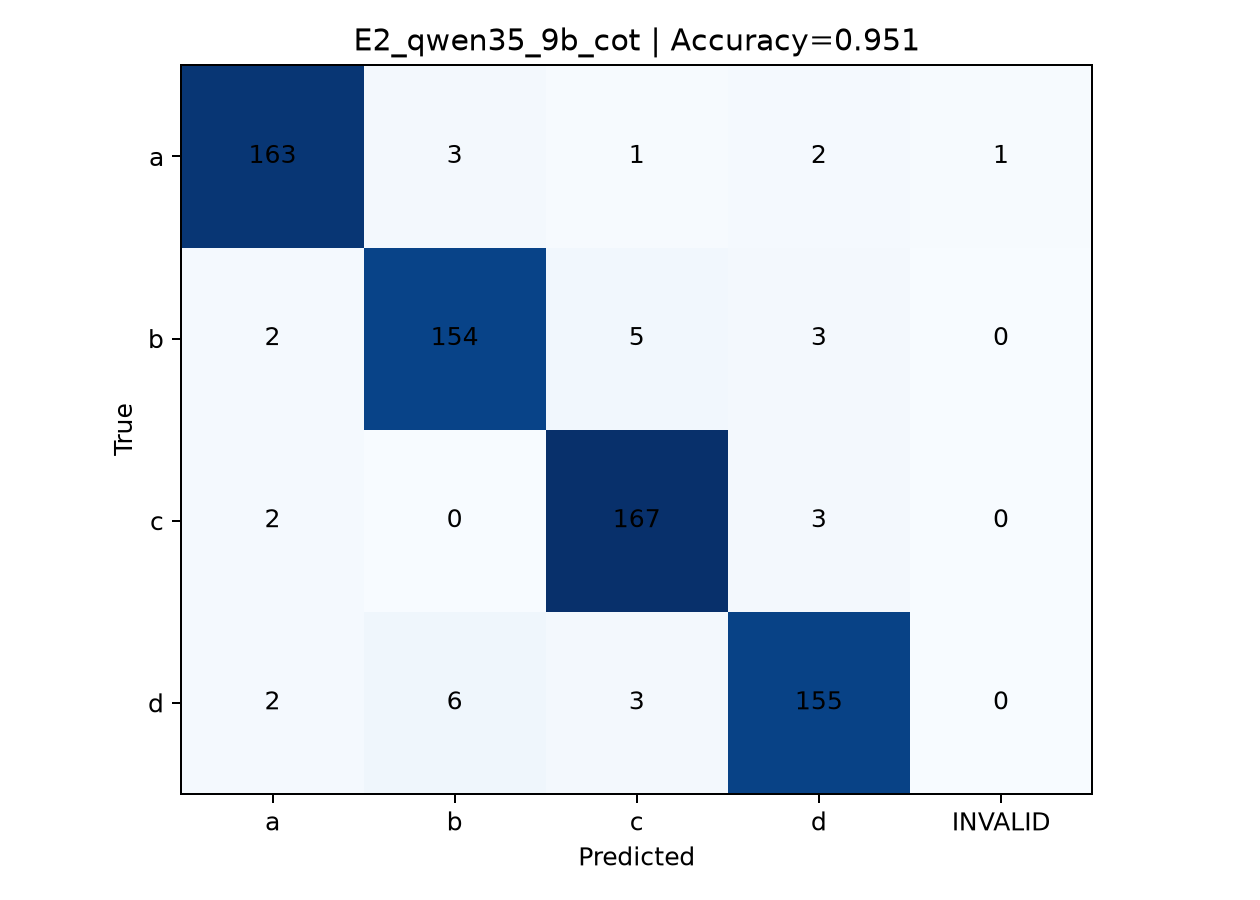 E2_qwen35_9b_cot | Accuracy=0.951
a 163 3 1 2 1
b 2 154 5 3 0
True
c 2 0 167 3 0
d 2 6 3 155 0
a b c d INVALID
Predicted